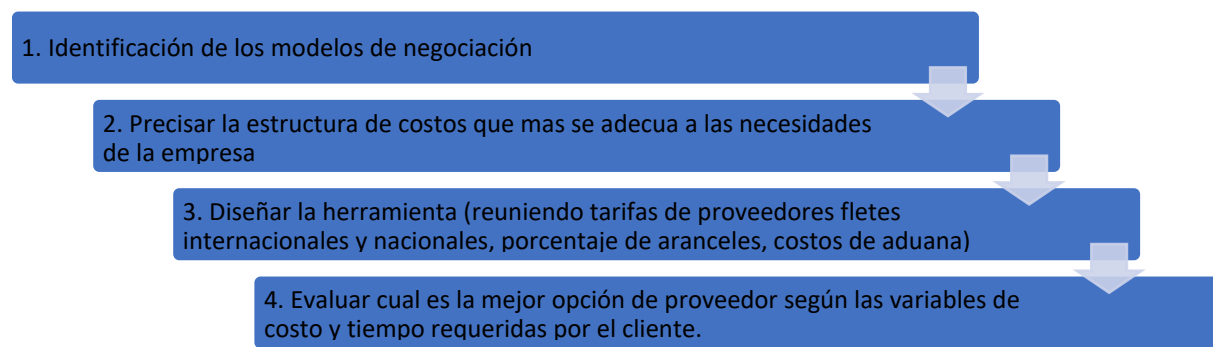 1. Identificación de los modelos de negociación
2. Precisar la estructura de costos que mas se adecua a las necesidades
de la empresa
3. Diseñar la herramienta (reuniendo tarifas de proveedores fletes
internacionales y nacionales, porcentaje de aranceles, costos de aduana)
4. Evaluar cual es la mejor opción de proveedor según las variables de
costo y tiempo requeridas por el cliente.